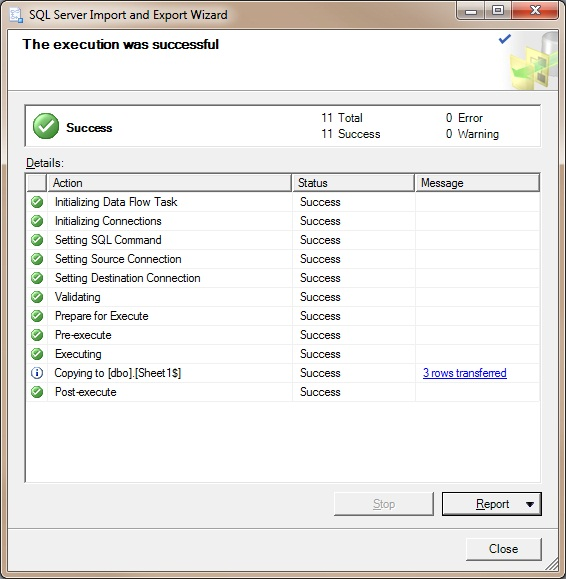 SQL Server Import and Export Wizard
The execution was successful
Success
11 Total 0 Error
11 Success 0 Warning
Details:
Action Status Message
Initializing Data Flow Task Success
Initializing Connections Success
Setting SQL Command Success
Setting Source Connection Success
Setting Destination Connection Success
Validating Success
Prepare for Execute Success
Pre-execute Success
Executing Success
Copying to [dbo].[Sheet1$] Success 3 rows transferred
Post-execute Success
Stop Report
Close